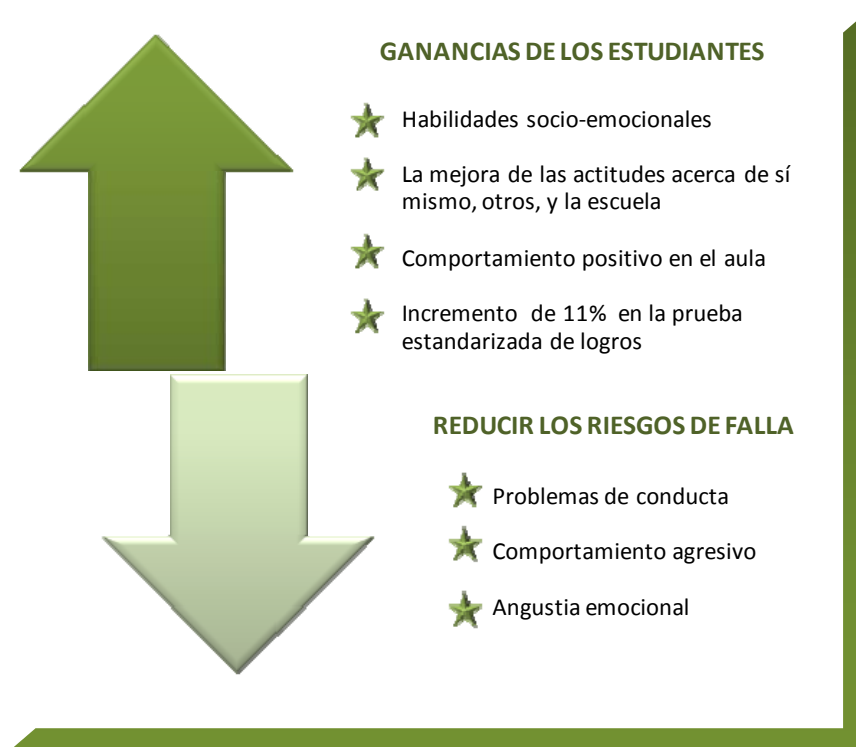 GANANCIAS DE LOS ESTUDIANTES
Habilidades socio-emocionales
La mejora de las actitudes acerca de sí
mismo, otros, y la escuela
Comportamiento positivo en el aula
Incremento de 11% en la prueba
estandarizada de logros
REDUCIR LOS RIESGOS DE FALLA
Problemas de conducta
Comportamiento agresivo
Angustia emocional